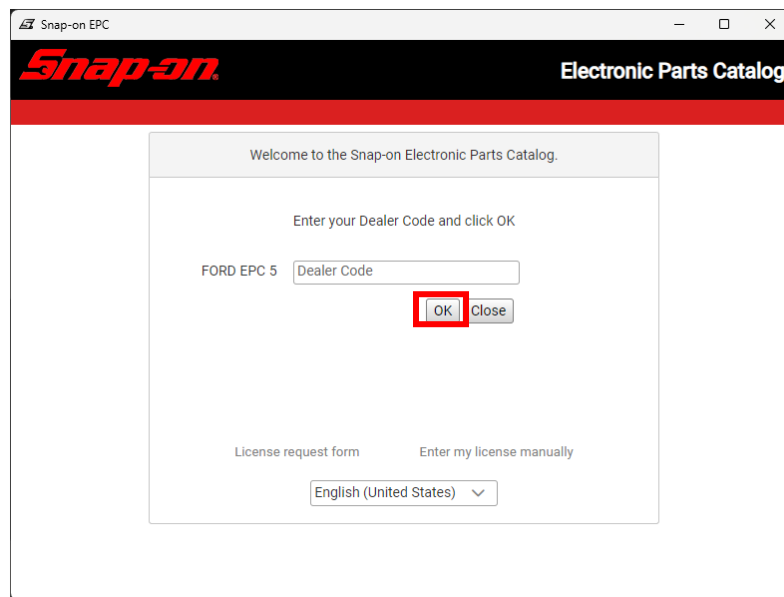 Snap-on EPC
Snap-on
Electronic Parts Catalog
Welcome to the Snap-on Electronic Parts Catalog.
Enter your Dealer Code and click OK
FORD EPC 5 Dealer Code
OK Close
License request form Enter my license manually
English (United States)